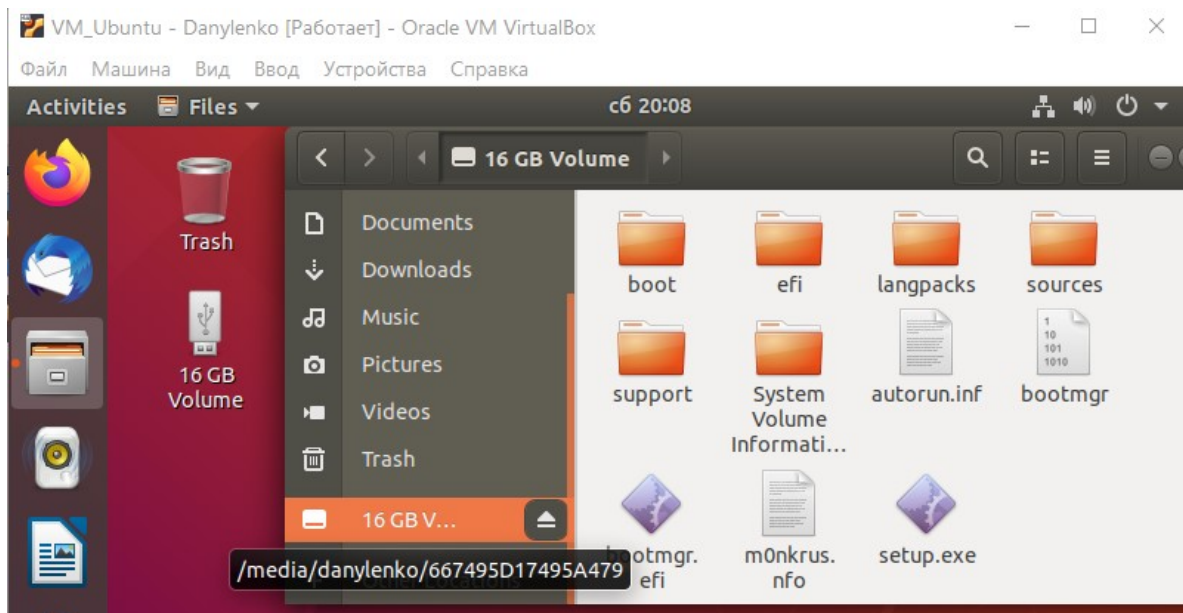 VM_Ubuntu - Danylenko [Работает] - Oracle VM VirtualBox
Файл Машина Вид Ввод Устройства Справка
Activities Files сб 20:08
16 GB Volume
Trash
16 GB
Volume
Documents
Downloads
Music
Pictures
Videos
Trash
16 GB V...
/media/danylenko/667495D17495A479
boot efi langpacks sources
support System
Volume
Informati... autorun.inf bootmgr
bootmgr.
efi m0nkrus.
nfo setup.exe